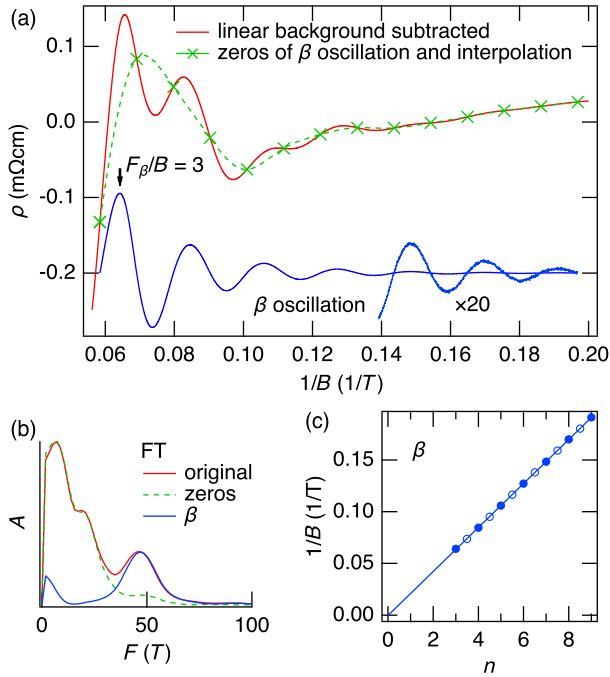 (a)
linear background subtracted
zeros of β oscillation and interpolation
0.1
0.0
-0.1
-0.2
ρ (mΩcm)
Fβ/B = 3
β oscillation
×20
0.06 0.08 0.10 0.12 0.14 0.16 0.18 0.20
1/B (1/T)
(b)
FT
original
zeros
β
A
0 50 100
F (T)
(c)
β
0.15
0.10
0.05
0.00
1/B (1/T)
0 2 4 6 8
n